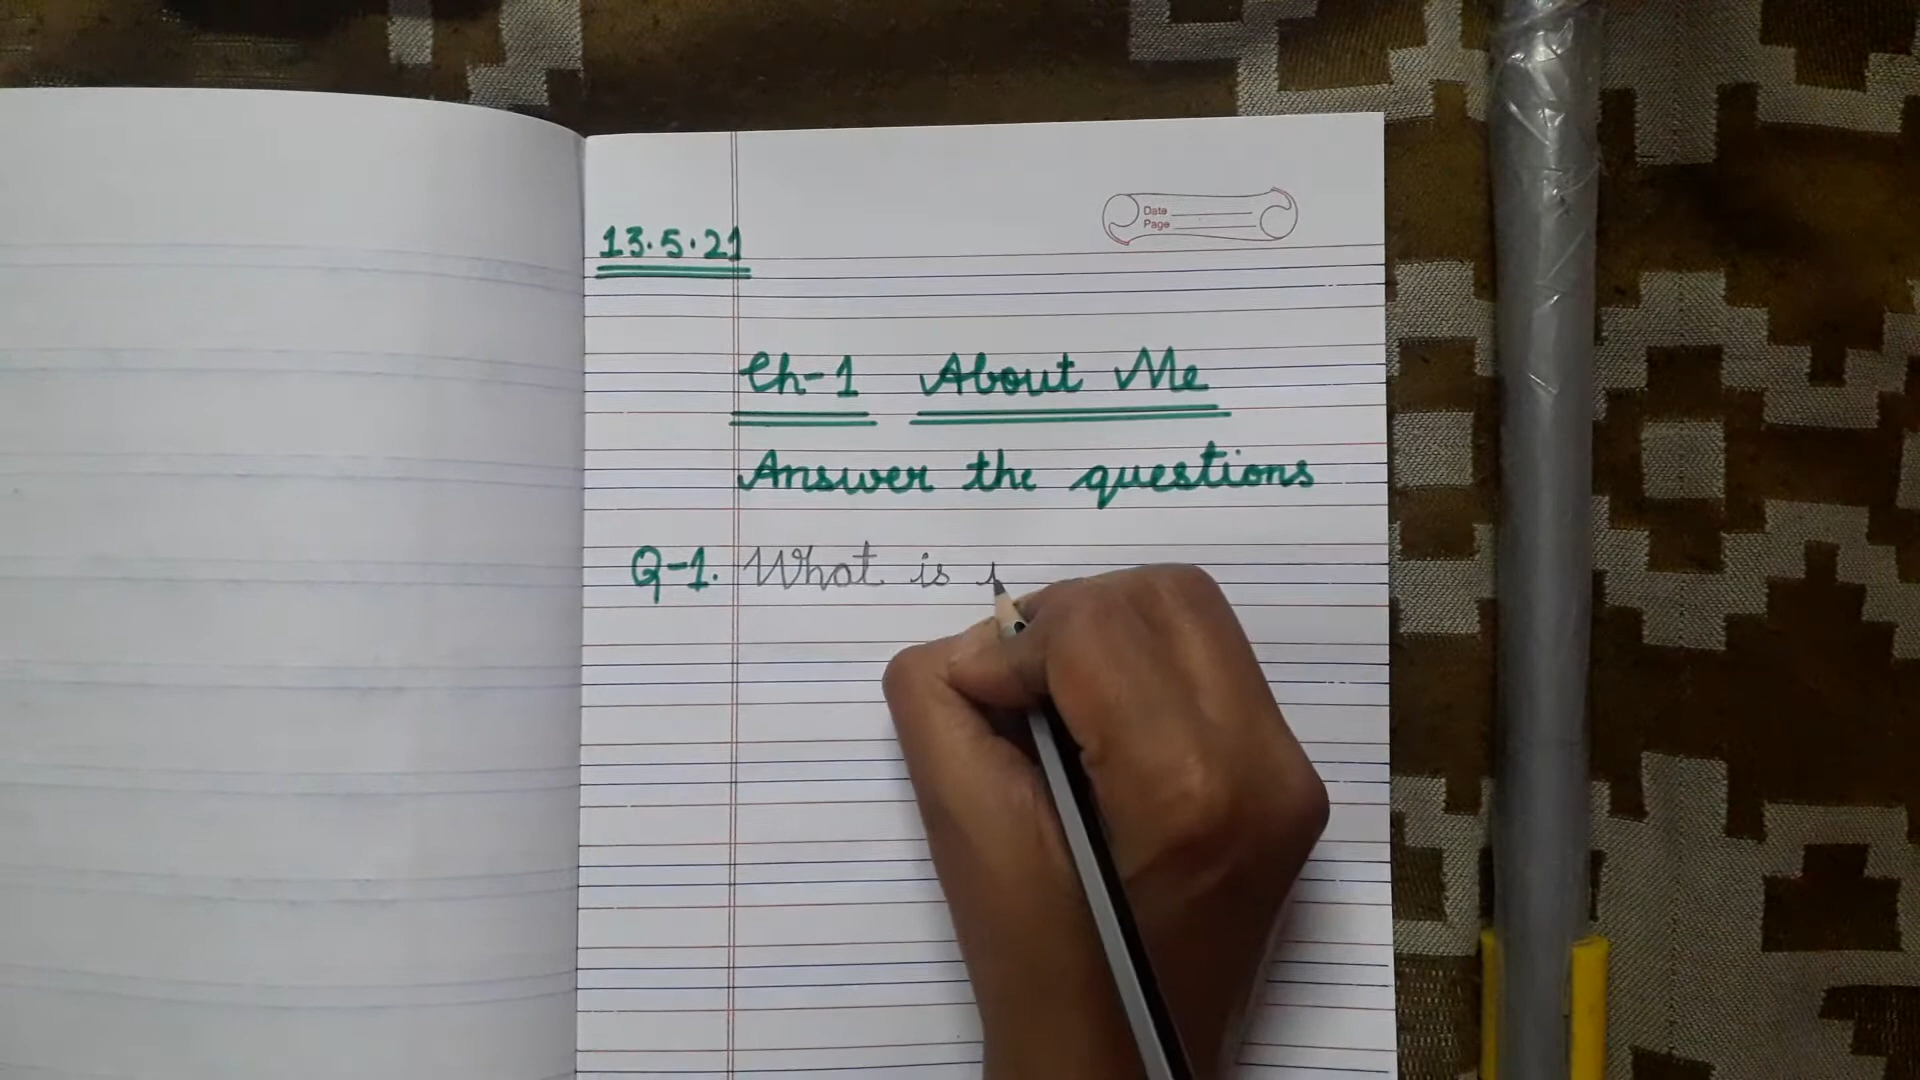 Date
Page
13.5.21
Ch-1 About Me
Answer the questions
Q-1. What is